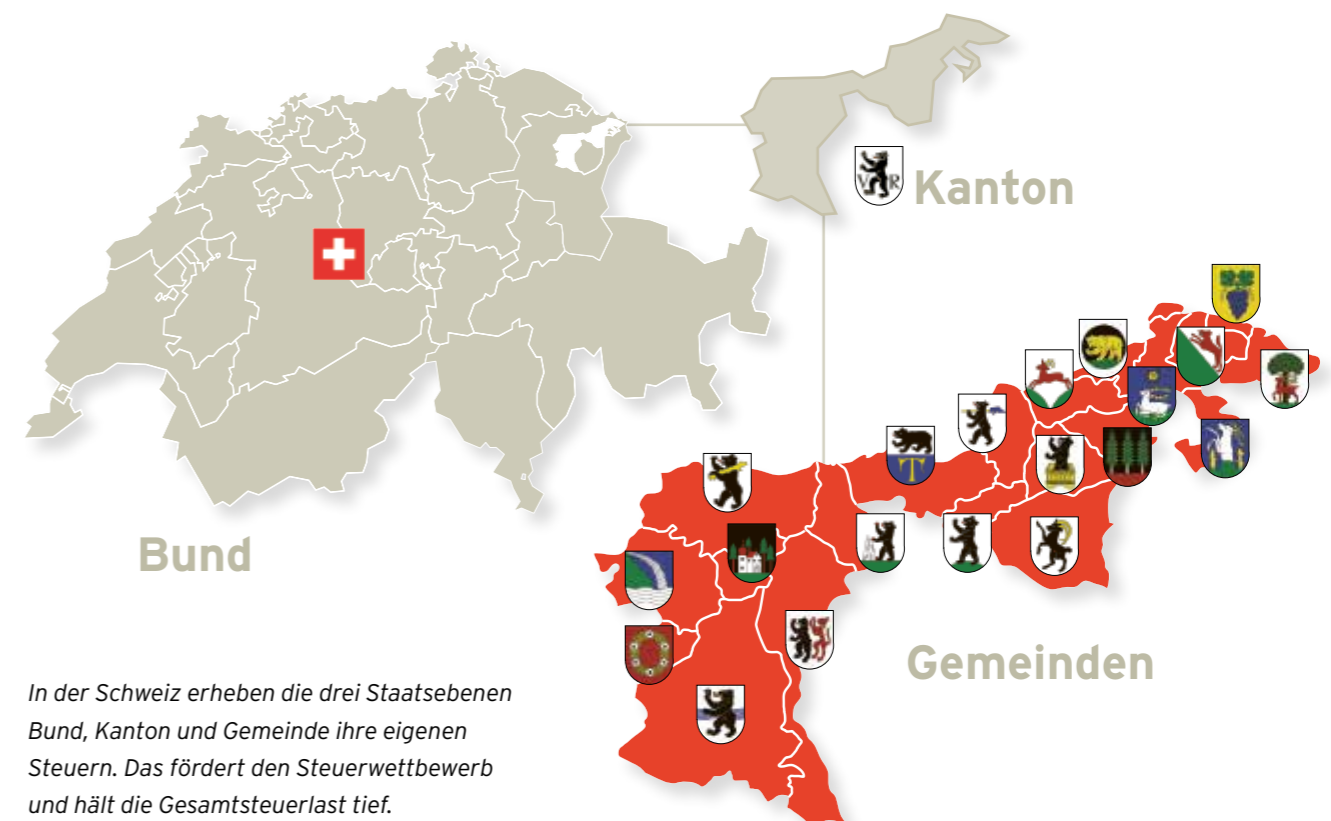 V R
Kanton
Bund
T
Gemeinden
In der Schweiz erheben die drei Staatsebenen
Bund, Kanton und Gemeinde ihre eigenen
Steuern. Das fördert den Steuerwettbewerb
und hält die Gesamtsteuerlast tief.